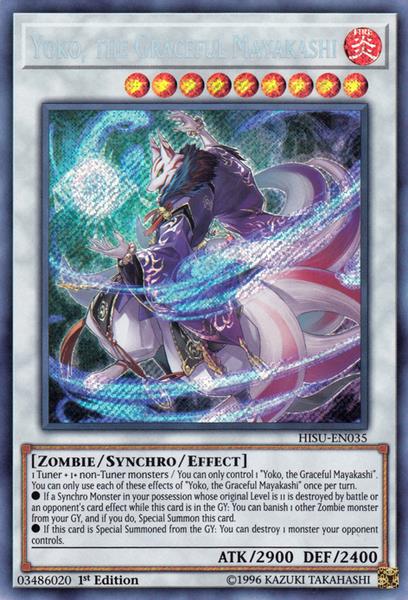 Yoko, the Graceful Mayakashi
FIRE
炎
HISU-EN035
[Zombie/Synchro/Effect]
1 Tuner + 1+ non-Tuner monsters / You can only control 1 "Yoko, the Graceful Mayakashi".
You can only use each of these effects of "Yoko, the Graceful Mayakashi" once per turn.
● If a Synchro Monster in your possession whose original Level is 11 is destroyed by battle or
an opponent's card effect while this card is in the GY: You can banish 1 other Zombie monster
from your GY, and if you do, Special Summon this card.
● If this card is Special Summoned from the GY: You can destroy 1 monster your opponent
controls.
ATK/2900 DEF/2400
03486020 1st Edition ©1996 KAZUKI TAKAHASHI